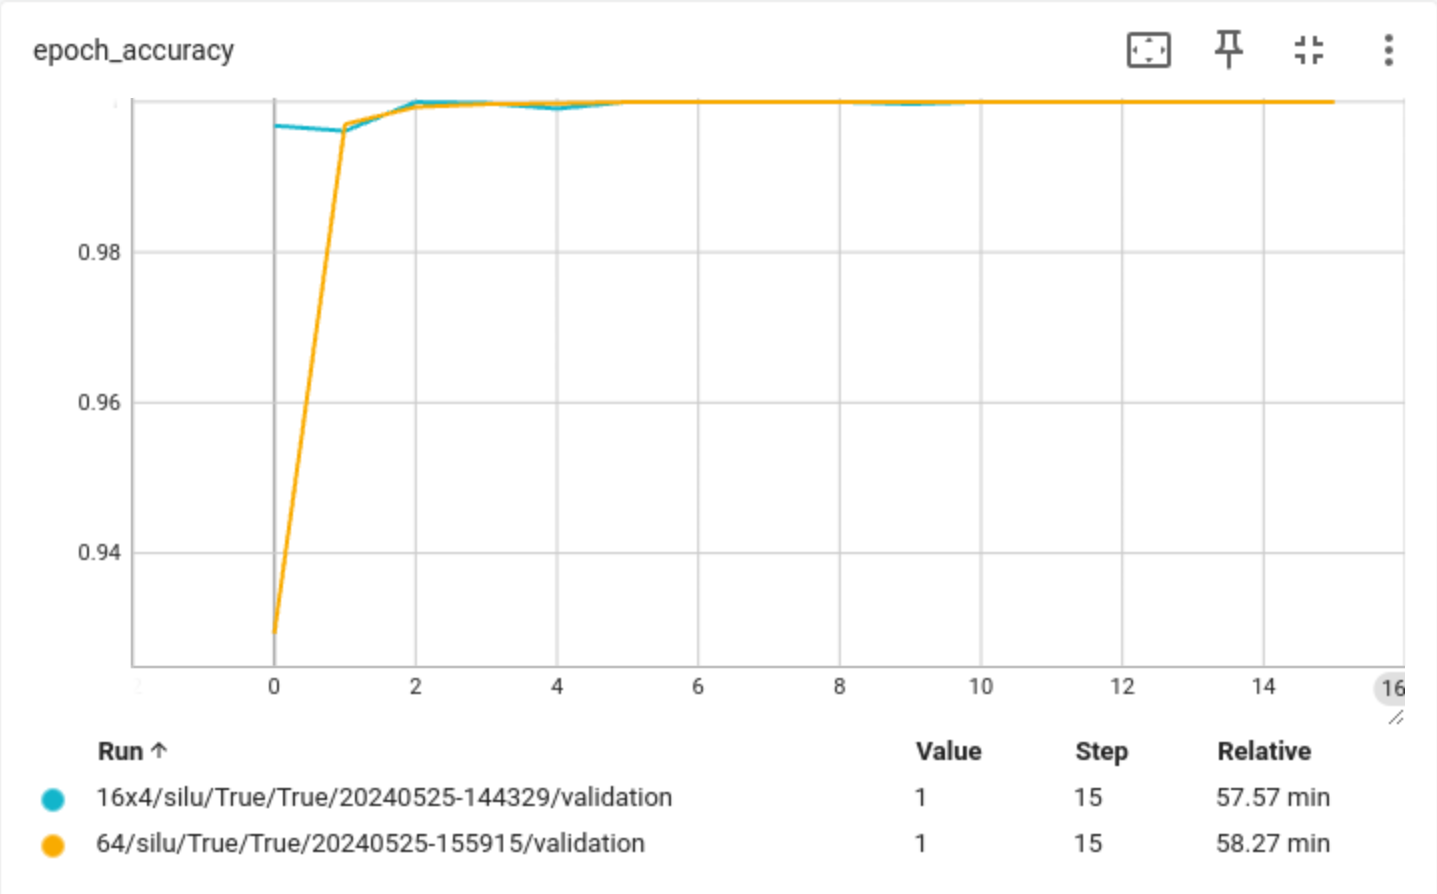 epoch_accuracy
0.98
0.96
0.94
0 2 4 6 8 10 12 14 16
Run ↑ Value Step Relative
16x4/silu/True/True/20240525-144329/validation 1 15 57.57 min
64/silu/True/True/20240525-155915/validation 1 15 58.27 min